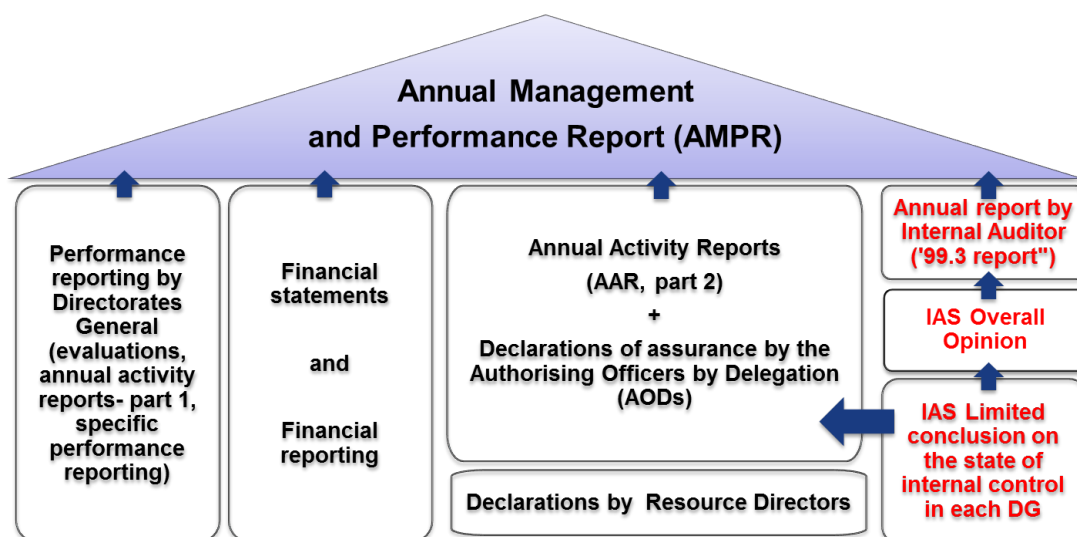 Annual Management
and Performance Report (AMPR)
Performance
reporting by
Directorates
General
(evaluations,
annual activity
reports- part 1,
specific
performance
reporting)
Financial
statements
and
Financial
reporting
Annual Activity Reports
(AAR, part 2)
+
Declarations of assurance by the
Authorising Officers by Delegation
(AODs)
Declarations by Resource Directors
Annual report by
Internal Auditor
('99.3 report")
IAS Overall
Opinion
IAS Limited
conclusion on
the state of
internal control
in each DG